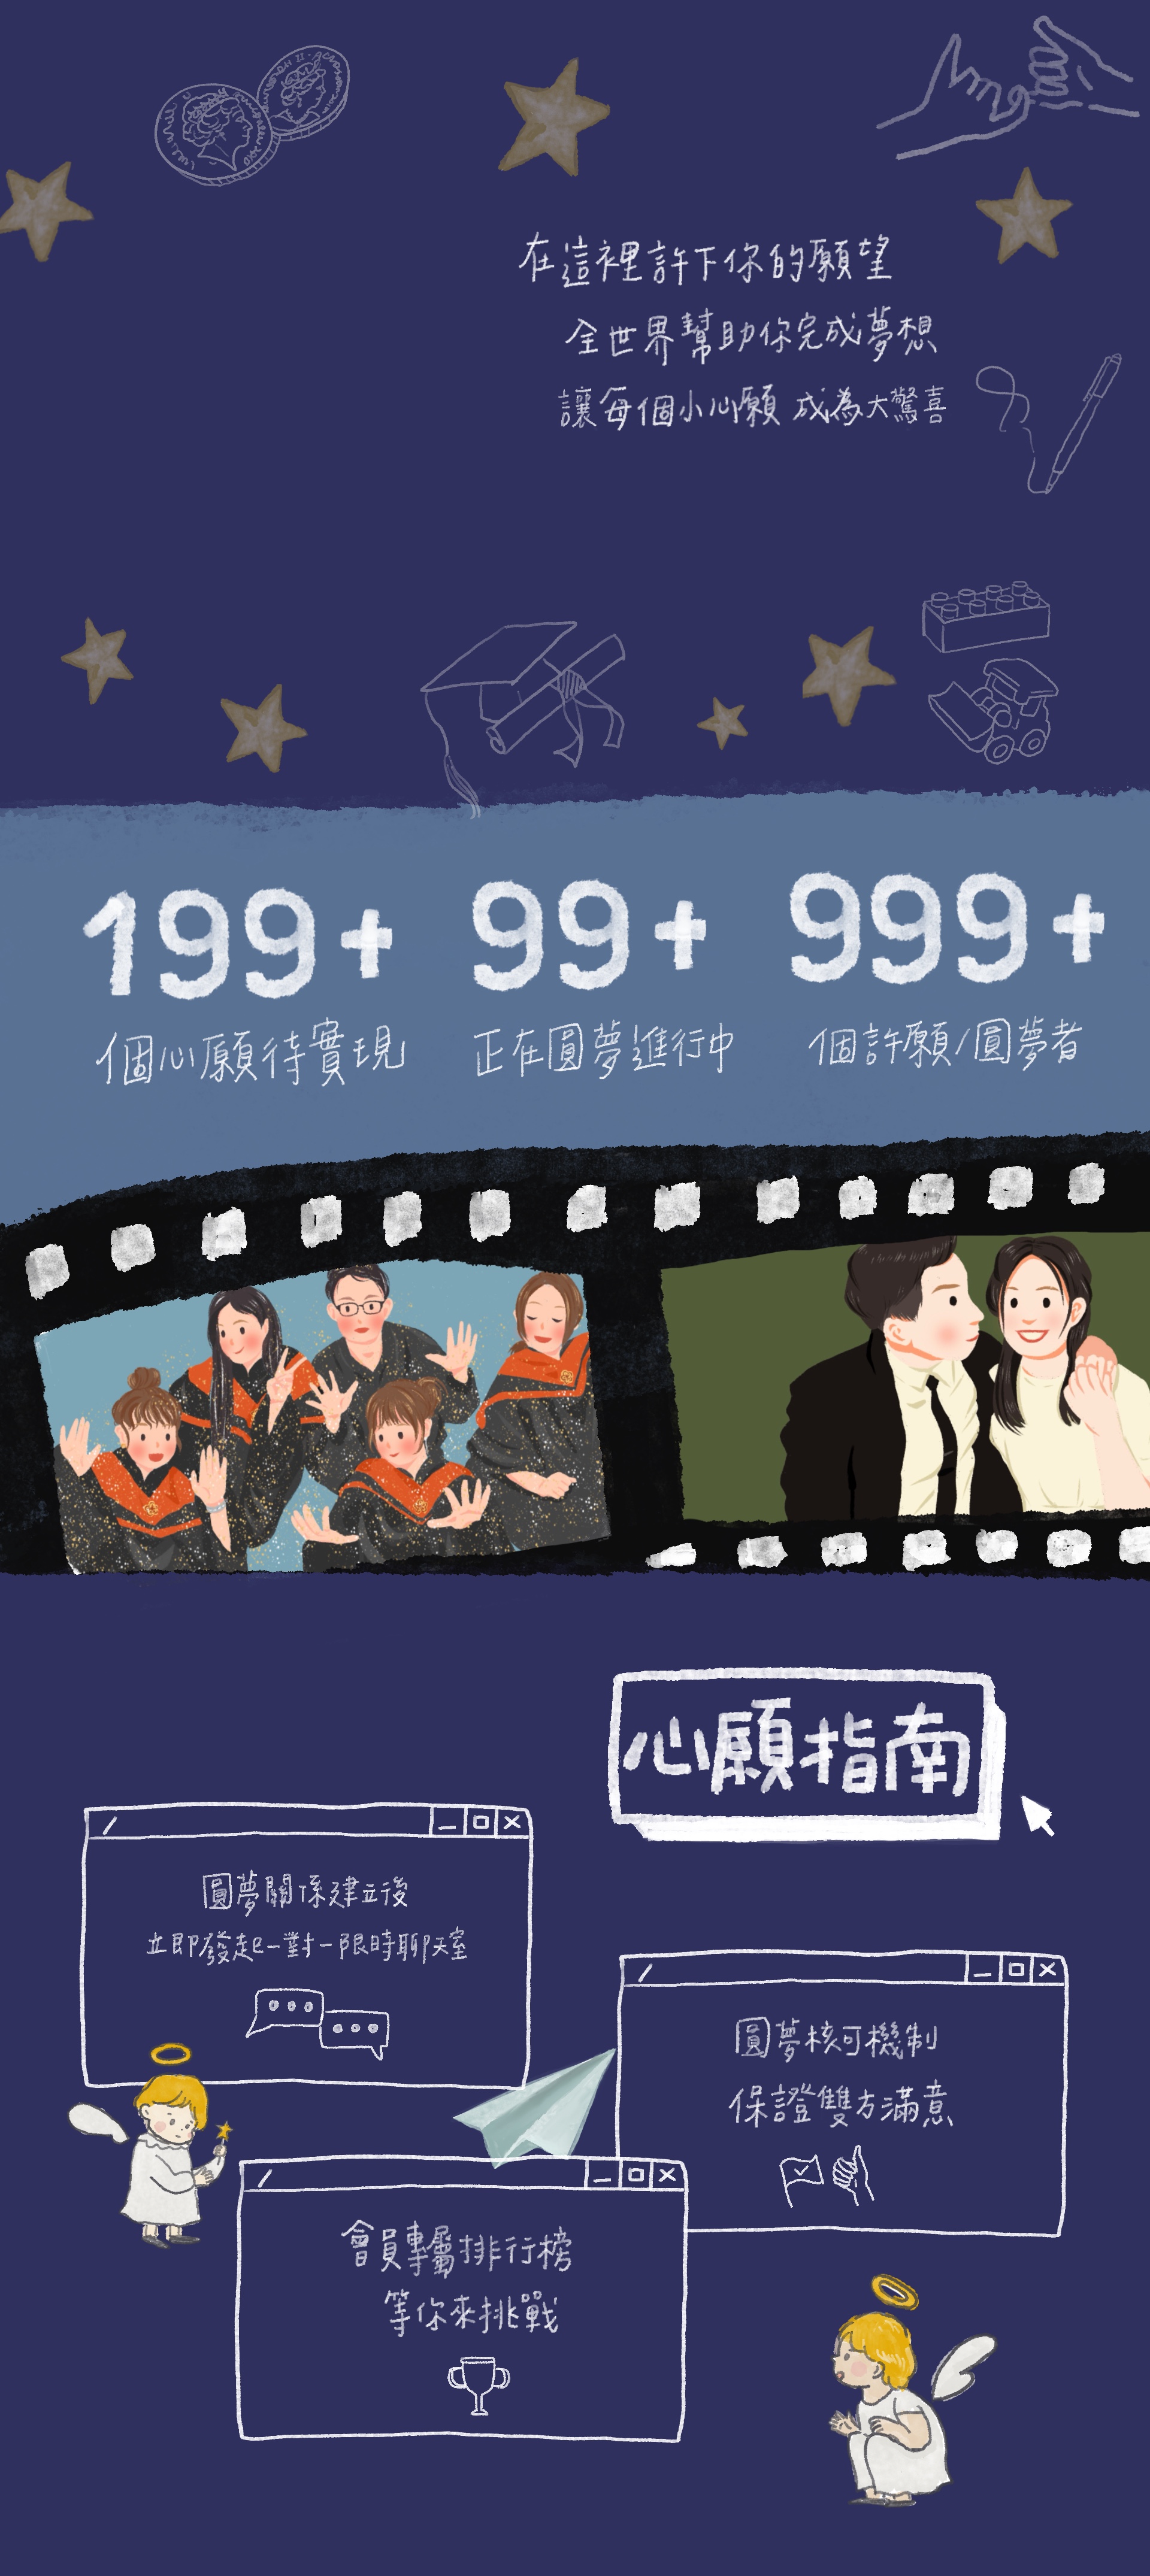 在這裡許下你的願望
全世界幫助你完成夢想
讓每個小心願 成為大驚喜
199+
個心願待實現
99+
正在圓夢進行中
999+
個許願/圓夢者
心願指南
圓夢關係建立後
立即發起一對一限時聊天室
圓夢核可機制
保證雙方滿意
會員專屬排行榜
等你來挑戰